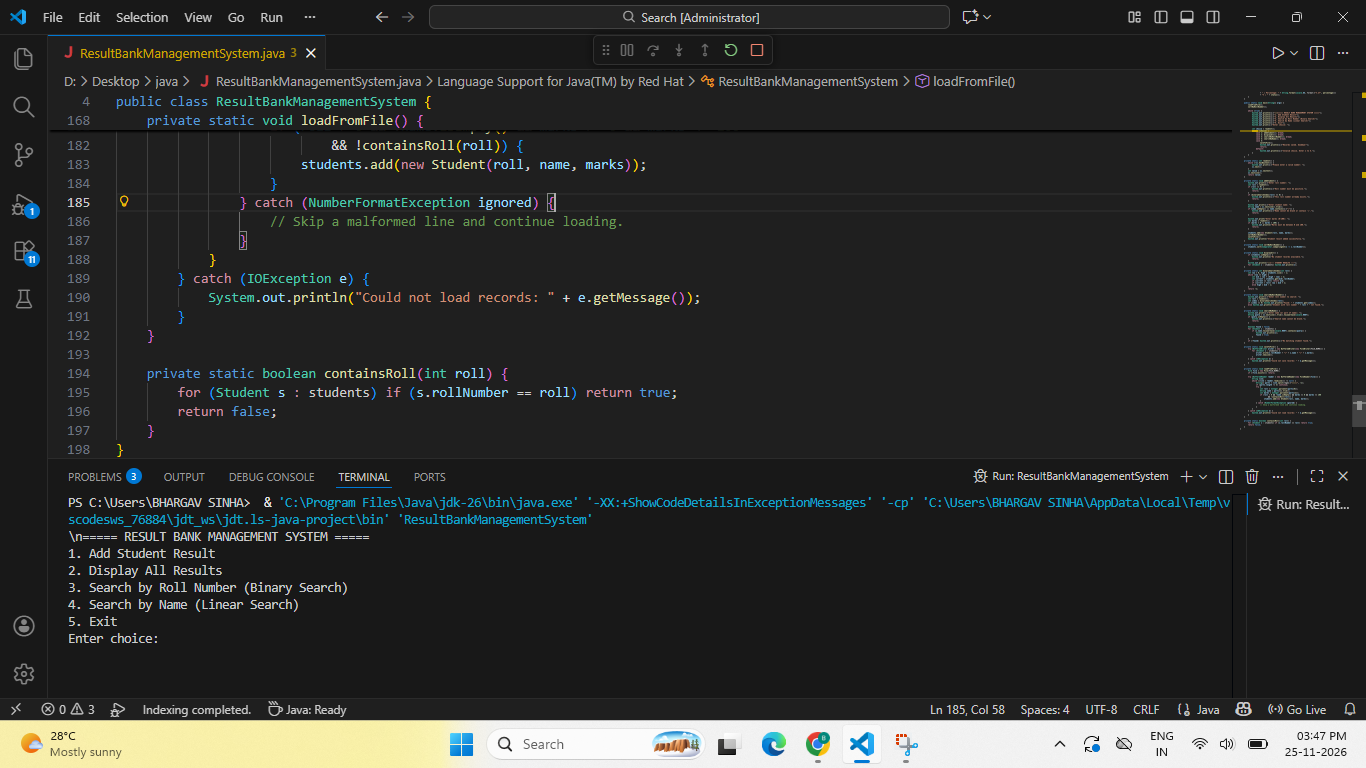 File Edit Selection View Go Run ··· Search [Administrator]
ResultBankManagementSystem.java 3
D: > Desktop > java > ResultBankManagementSystem.java > Language Support for Java(TM) by Red Hat > ResultBankManagementSystem > loadFromFile()
4 public class ResultBankManagementSystem {
168 private static void loadFromFile() {
182 && !containsRoll(roll)) {
183 students.add(new Student(roll, name, marks));
184 }
185 } catch (NumberFormatException ignored) {
186 // Skip a malformed line and continue loading.
187 }
188 }
189 } catch (IOException e) {
190 System.out.println("Could not load records: " + e.getMessage());
191 }
192 }
193
194 private static boolean containsRoll(int roll) {
195 for (Student s : students) if (s.rollNumber == roll) return true;
196 return false;
197 }
198 }
1
11
PROBLEMS 3 OUTPUT DEBUG CONSOLE TERMINAL PORTS Run: ResultBankManagementSystem
PS C:\Users\BHARGAV SINHA> & 'C:\Program Files\Java\jdk-26\bin\java.exe' '-XX:+ShowCodeDetailsInExceptionMessages' '-cp' 'C:\Users\BHARGAV SINHA\AppData\Local\Temp\v
scodesws_76884\jdt_ws\jdt.ls-java-project\bin' 'ResultBankManagementSystem'
Run: Result...
\n===== RESULT BANK MANAGEMENT SYSTEM =====
1. Add Student Result
2. Display All Results
3. Search by Roll Number (Binary Search)
4. Search by Name (Linear Search)
5. Exit
Enter choice:
0 3 Indexing completed. Java: Ready Ln 185, Col 58 Spaces: 4 UTF-8 CRLF {} Java Go Live
28°C
Mostly sunny
Search
ENG
IN
03:47 PM
25-11-2026